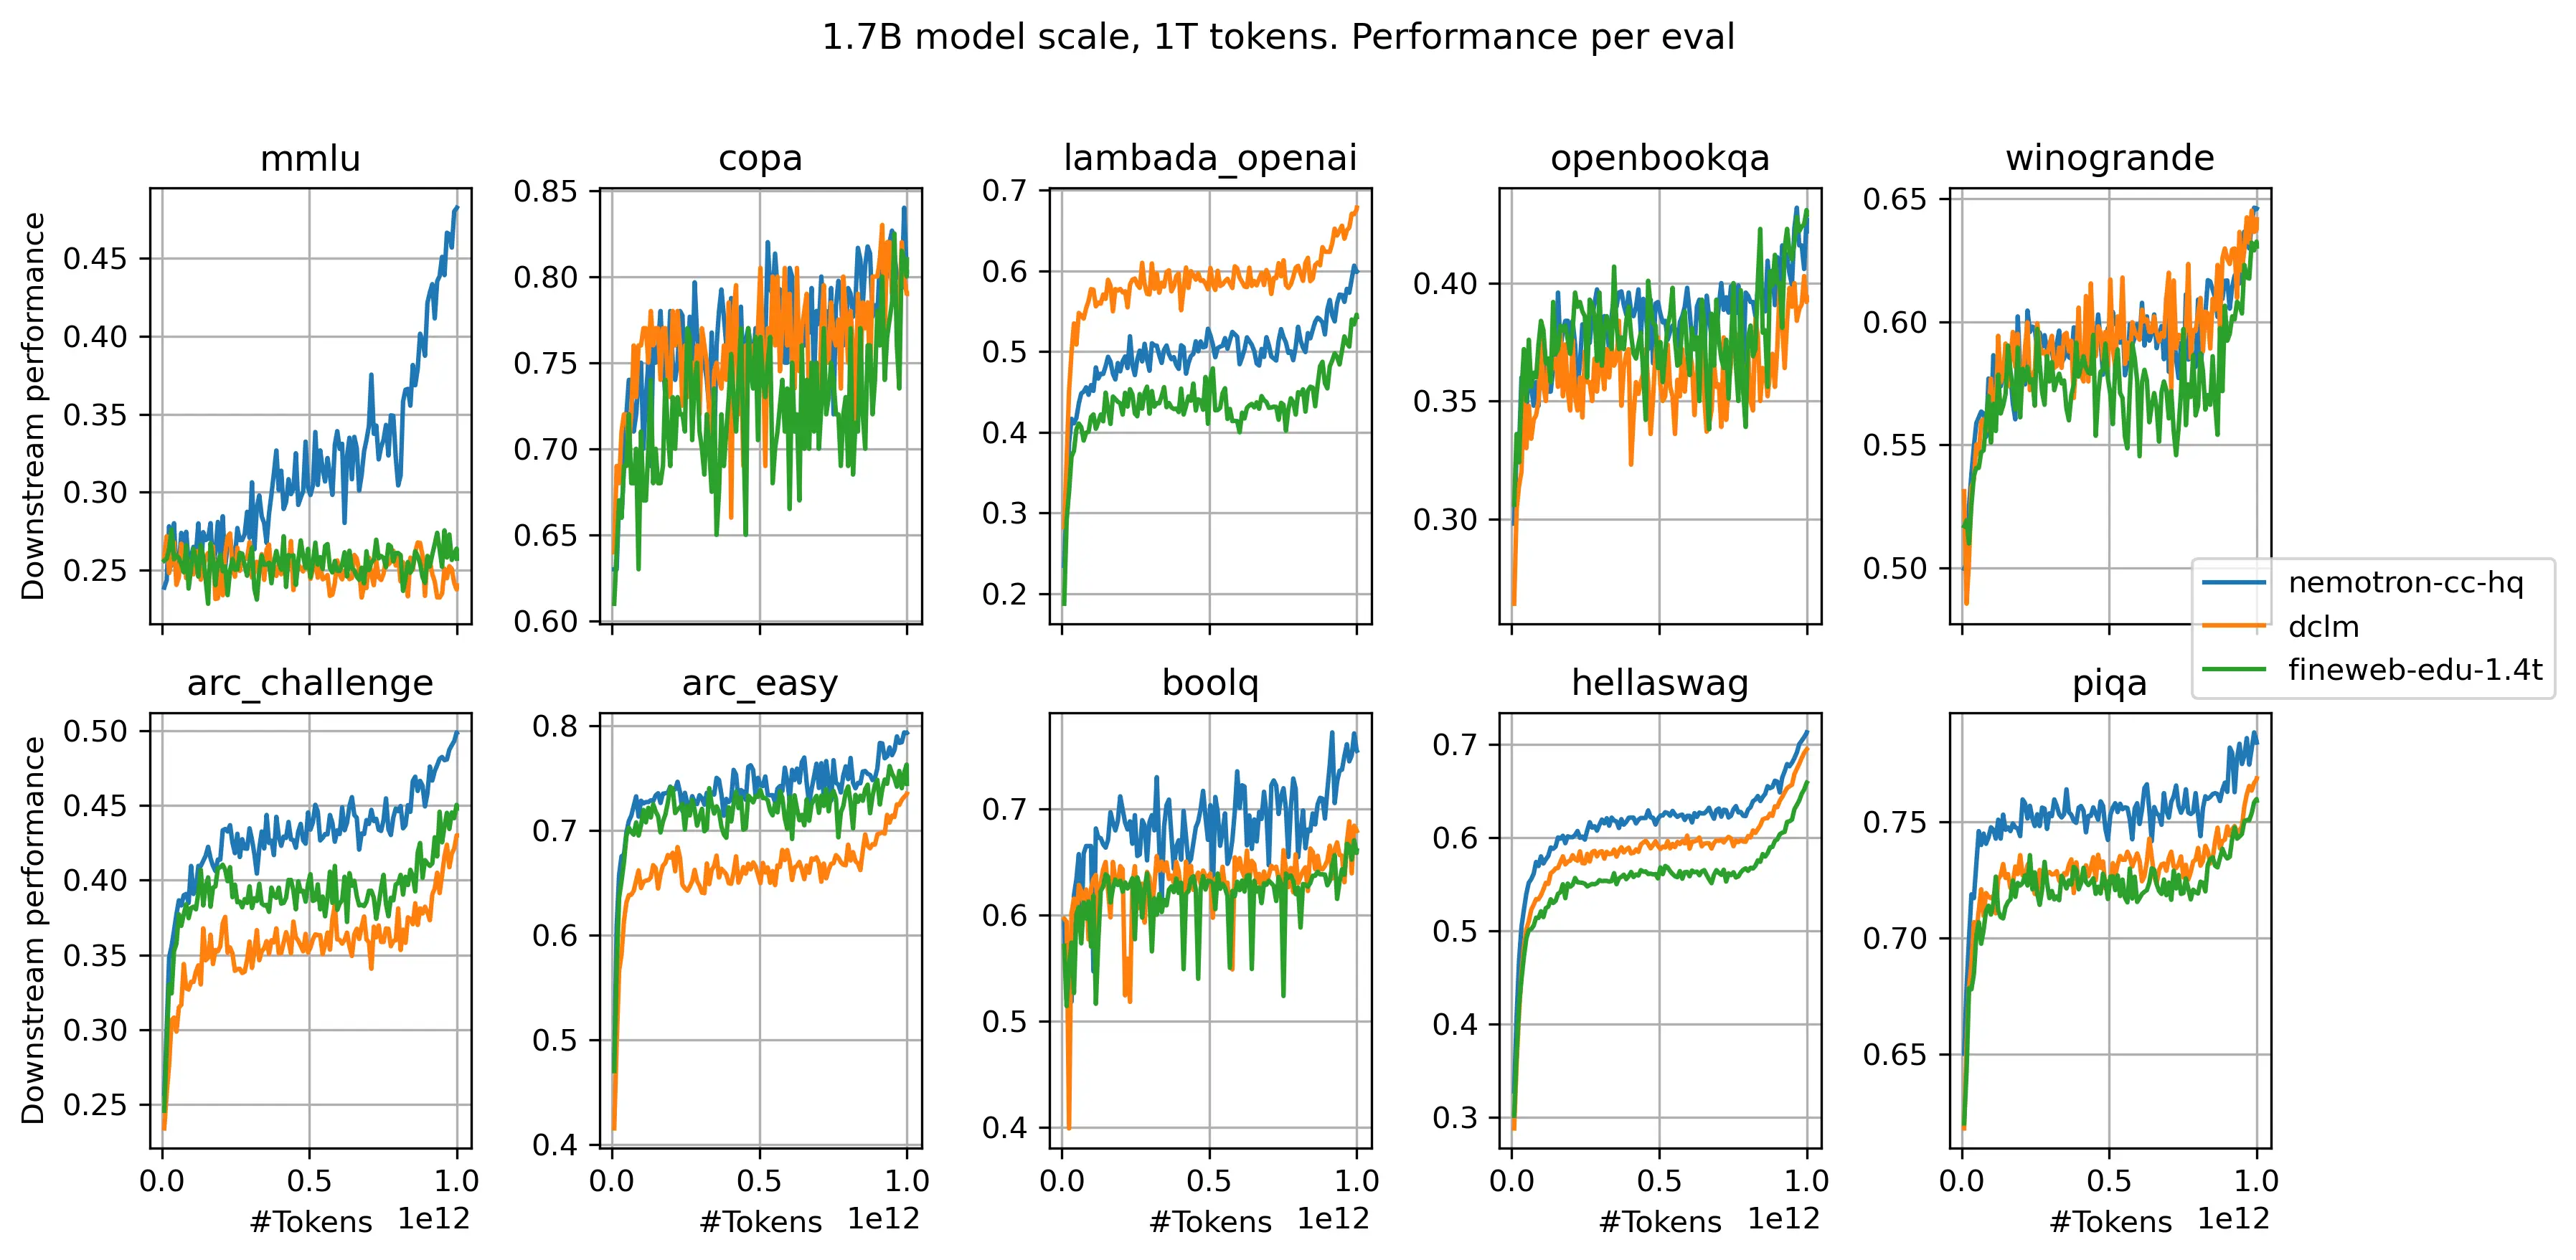 1.7B model scale, 1T tokens. Performance per eval
mmlu
copa
lambada_openai
openbookqa
winogrande
Downstream performance
0.45
0.40
0.35
0.30
0.25
0.85
0.80
0.75
0.70
0.65
0.60
0.7
0.6
0.5
0.4
0.3
0.2
0.40
0.35
0.30
0.65
0.60
0.55
0.50
nemotron-cc-hq
dclm
fineweb-edu-1.4t
arc_challenge
arc_easy
boolq
hellaswag
piqa
Downstream performance
0.50
0.45
0.40
0.35
0.30
0.25
0.0 0.5 1.0
#Tokens 1e12
0.8
0.7
0.6
0.5
0.4
0.0 0.5 1.0
#Tokens 1e12
0.7
0.6
0.5
0.4
0.0 0.5 1.0
#Tokens 1e12
0.7
0.6
0.5
0.4
0.3
0.0 0.5 1.0
#Tokens 1e12
0.75
0.70
0.65
0.0 0.5 1.0
#Tokens 1e12